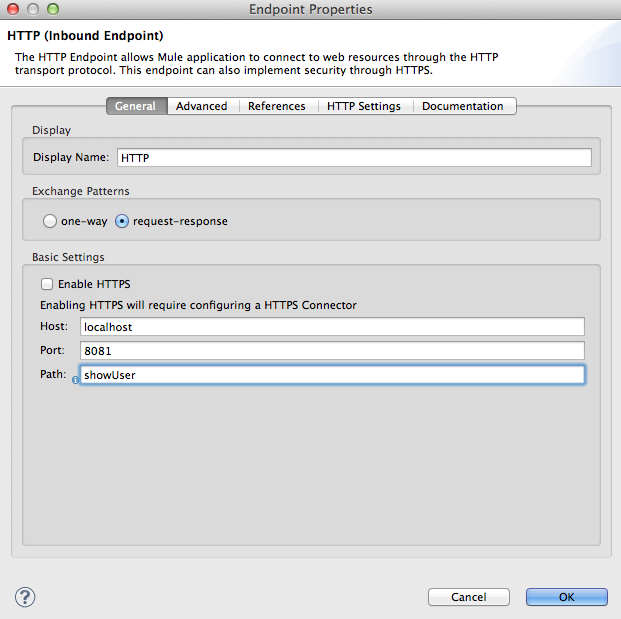 Endpoint Properties
HTTP (Inbound Endpoint)
The HTTP Endpoint allows Mule application to connect to web resources through the HTTP
transport protocol. This endpoint can also implement security through HTTPS.
General Advanced References HTTP Settings Documentation
Display
Display Name: HTTP
Exchange Patterns
one-way request-response
Basic Settings
Enable HTTPS
Enabling HTTPS will require configuring a HTTPS Connector
Host: localhost
Port: 8081
Path: showUser
? Cancel OK